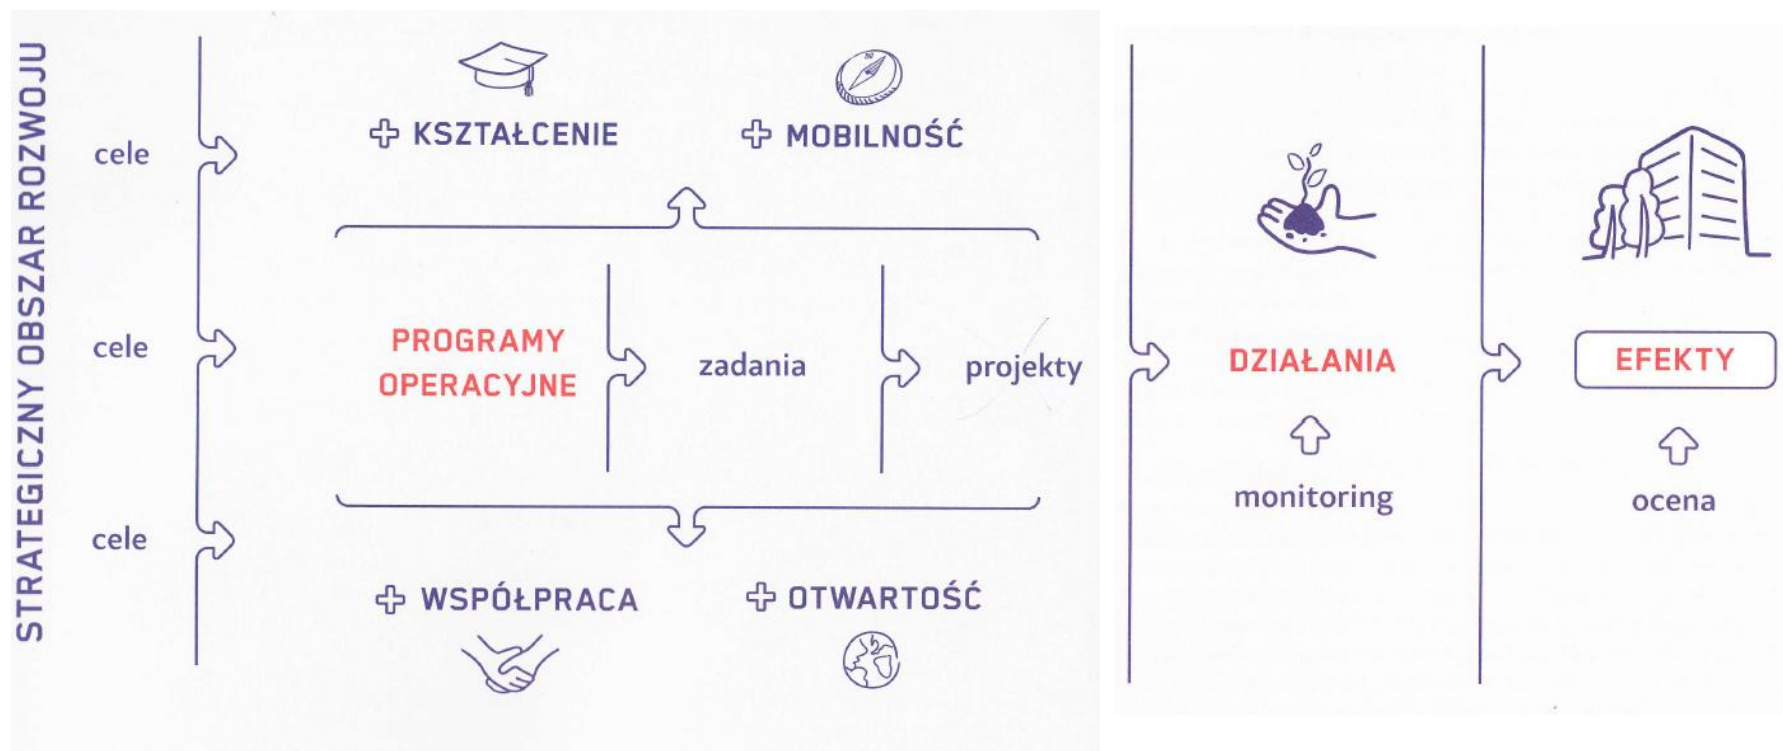 STRATEGICZNY OBSZAR ROZWOJU
cele
cele
cele
KSZTAŁCENIE
MOBILNOŚĆ
PROGRAMY
OPERACYJNE
zadania
projekty
WSPÓŁPRACA
OTWARTOŚĆ
DZIAŁANIA
monitoring
EFEKTY
ocena